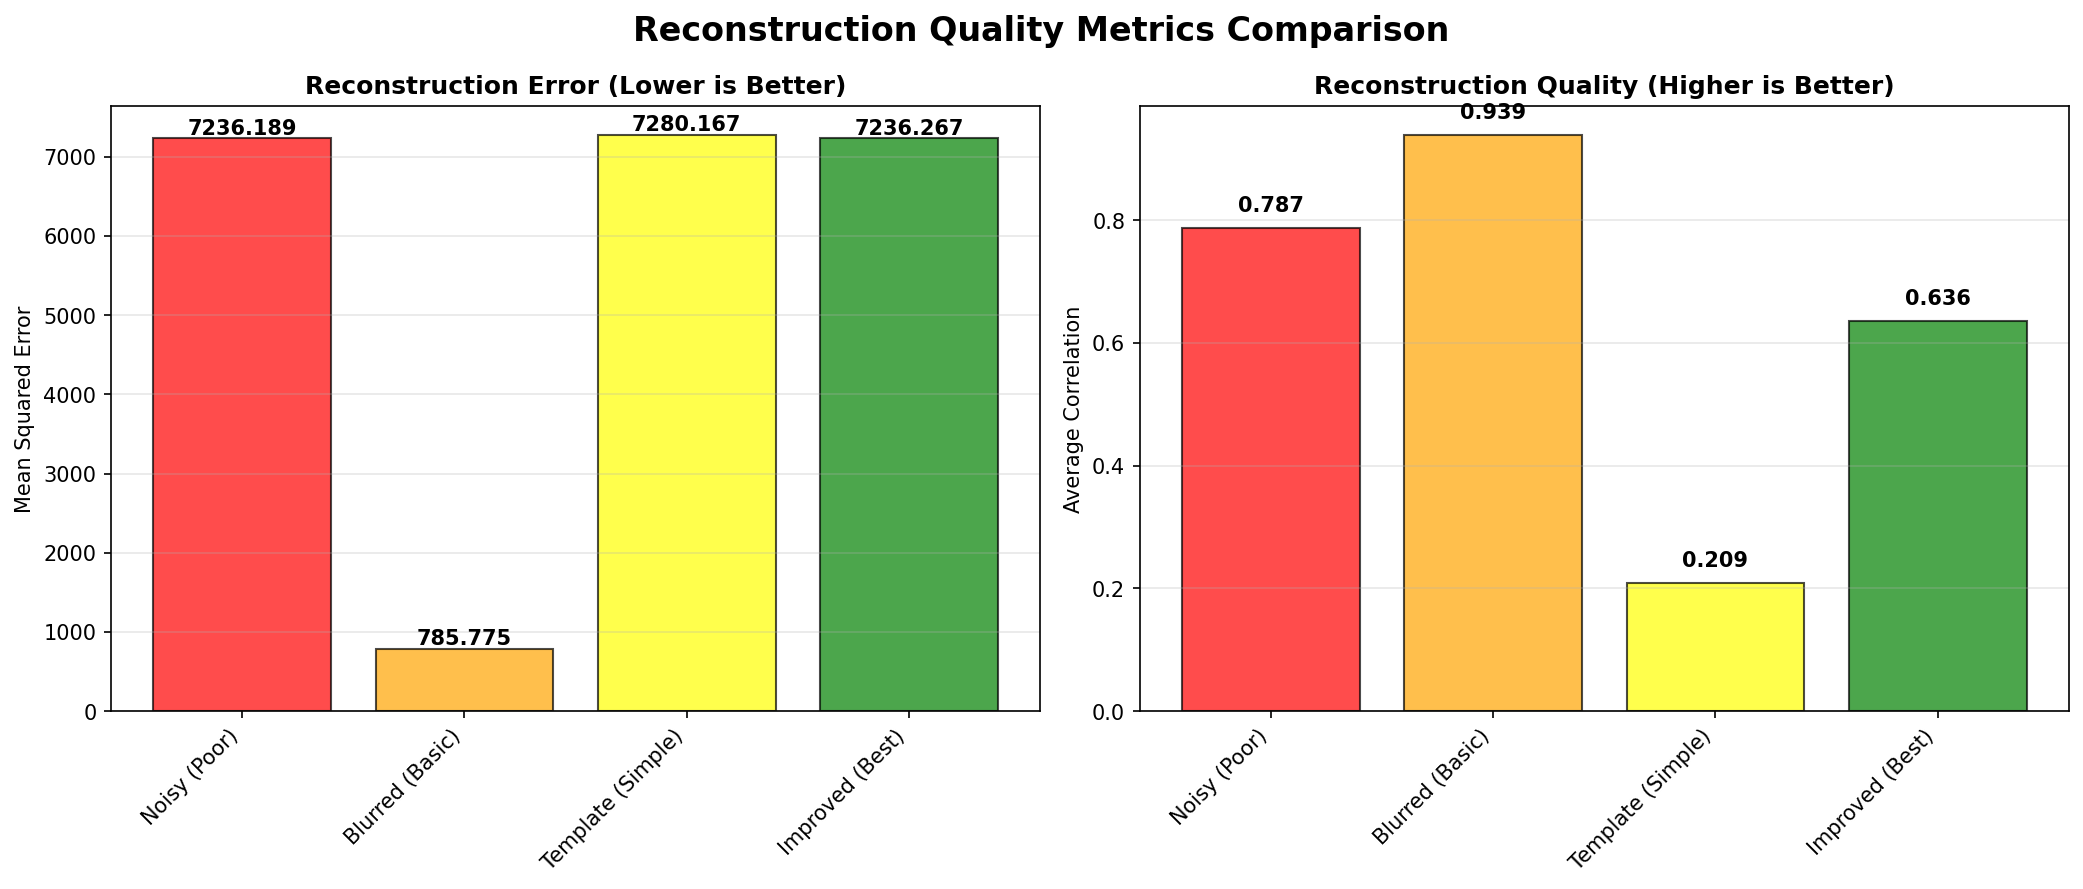 Reconstruction Quality Metrics Comparison
Reconstruction Error (Lower is Better)
Mean Squared Error
7000
6000
5000
4000
3000
2000
1000
0
7236.189
785.775
7280.167
7236.267
Noisy (Poor)
Blurred (Basic)
Template (Simple)
Improved (Best)
Reconstruction Quality (Higher is Better)
Average Correlation
0.8
0.6
0.4
0.2
0.0
0.787
0.939
0.209
0.636
Noisy (Poor)
Blurred (Basic)
Template (Simple)
Improved (Best)